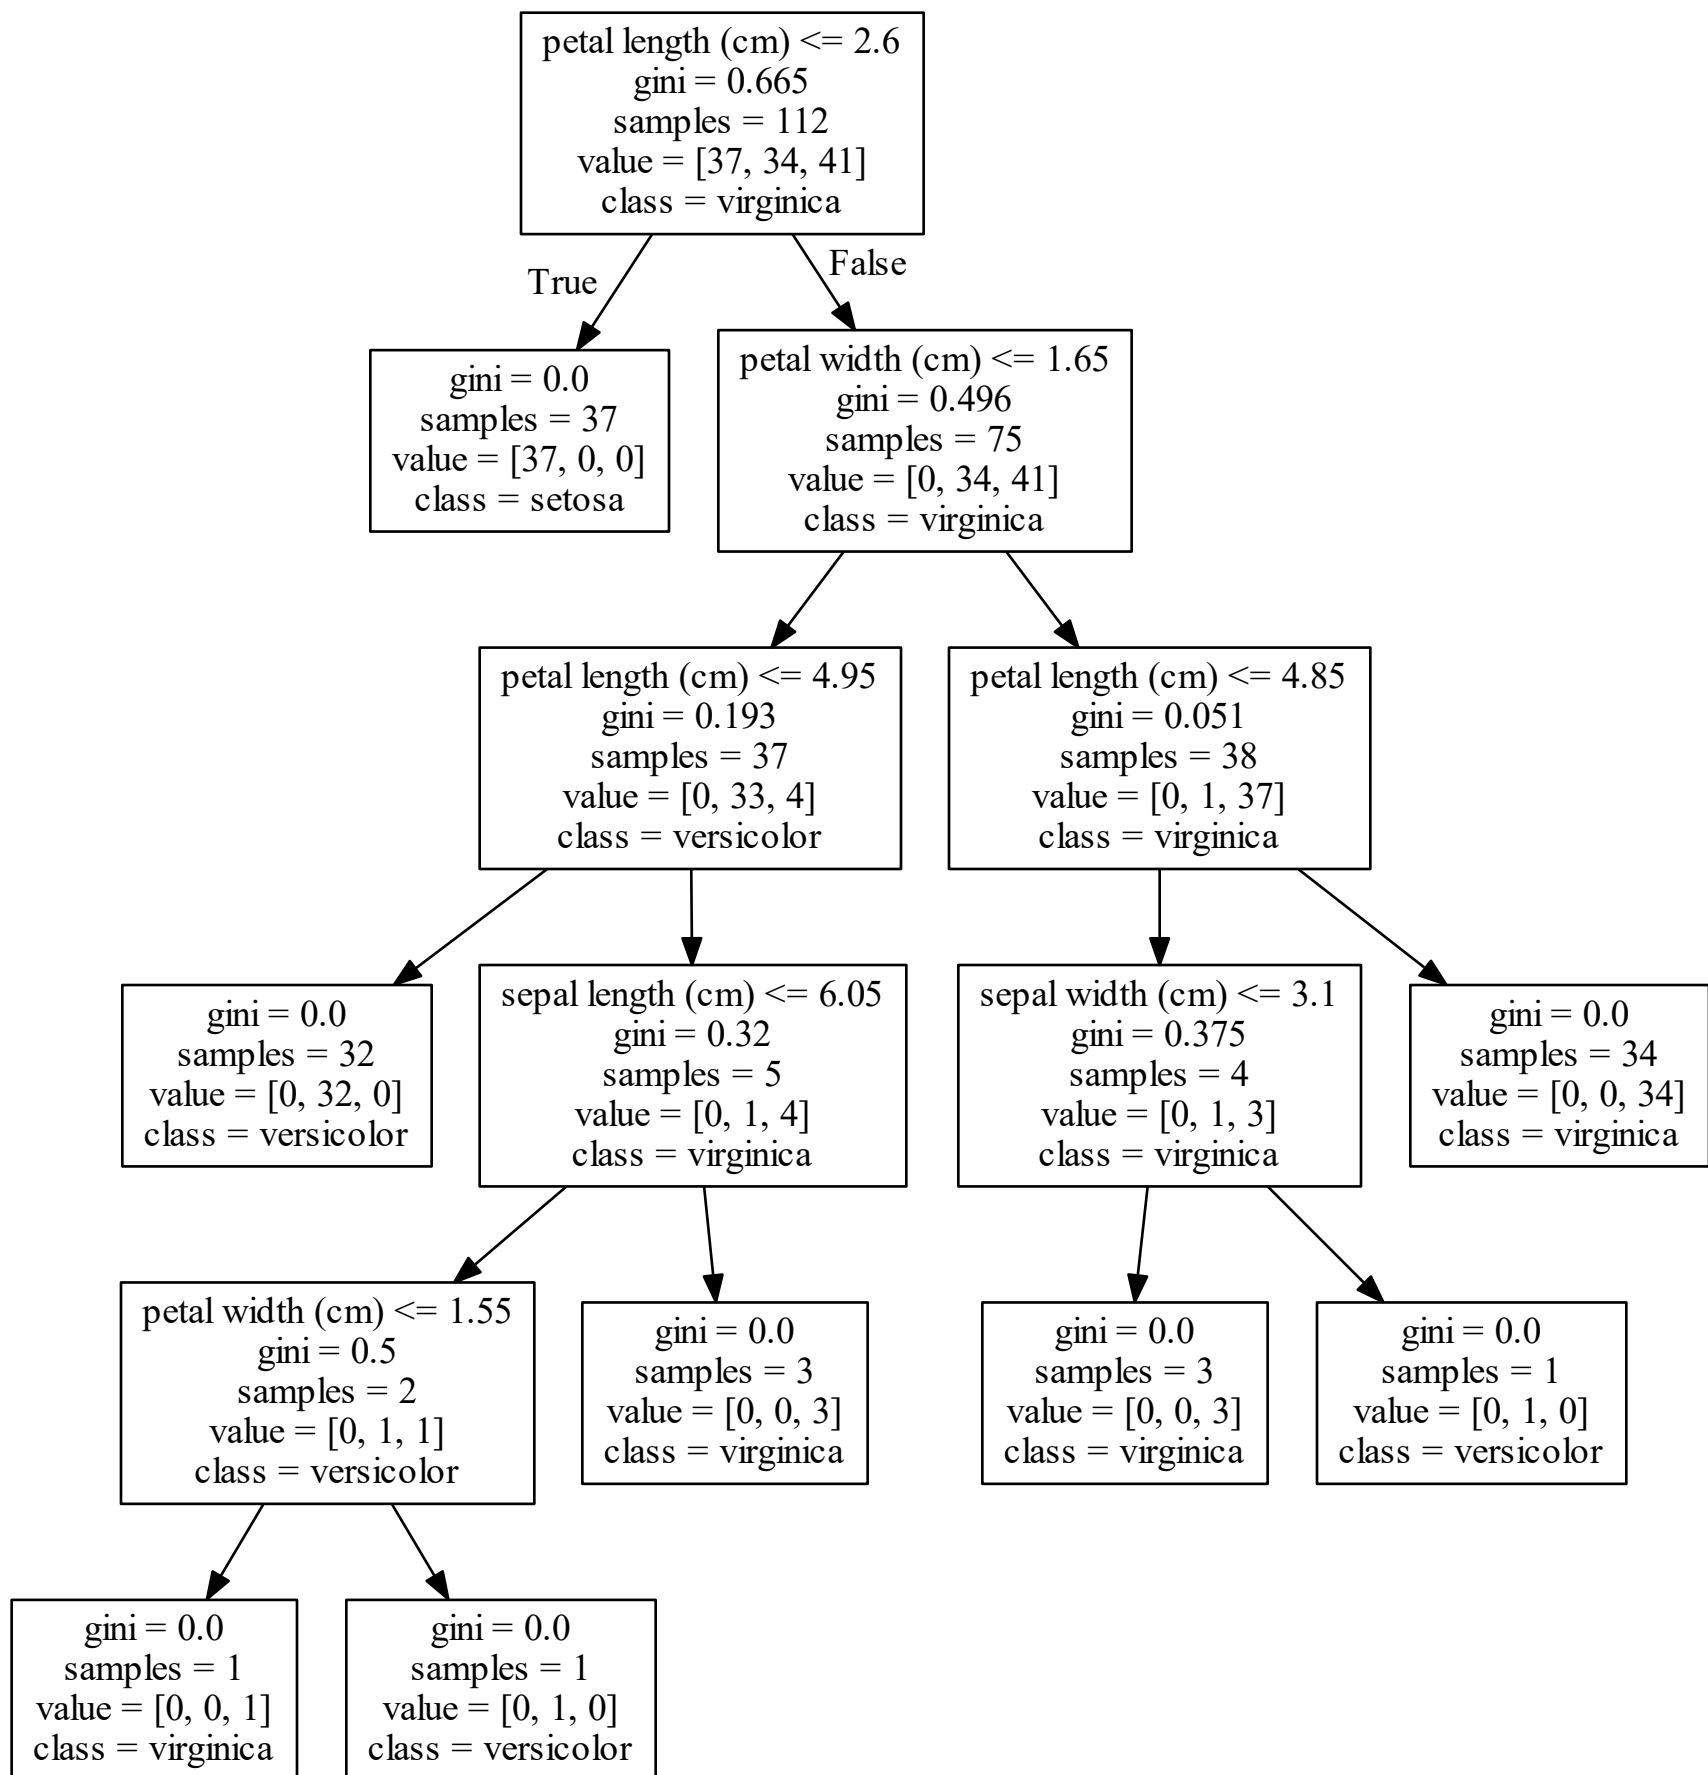 petal length (cm) <= 2.6
gini = 0.665
samples = 112
value = [37, 34, 41]
class = virginica
True
False
gini = 0.0
samples = 37
value = [37, 0, 0]
class = setosa
petal width (cm) <= 1.65
gini = 0.496
samples = 75
value = [0, 34, 41]
class = virginica
petal length (cm) <= 4.95
gini = 0.193
samples = 37
value = [0, 33, 4]
class = versicolor
petal length (cm) <= 4.85
gini = 0.051
samples = 38
value = [0, 1, 37]
class = virginica
gini = 0.0
samples = 32
value = [0, 32, 0]
class = versicolor
sepal length (cm) <= 6.05
gini = 0.32
samples = 5
value = [0, 1, 4]
class = virginica
sepal width (cm) <= 3.1
gini = 0.375
samples = 4
value = [0, 1, 3]
class = virginica
gini = 0.0
samples = 34
value = [0, 0, 34]
class = virginica
petal width (cm) <= 1.55
gini = 0.5
samples = 2
value = [0, 1, 1]
class = versicolor
gini = 0.0
samples = 3
value = [0, 0, 3]
class = virginica
gini = 0.0
samples = 3
value = [0, 0, 3]
class = virginica
gini = 0.0
samples = 1
value = [0, 1, 0]
class = versicolor
gini = 0.0
samples = 1
value = [0, 0, 1]
class = virginica
gini = 0.0
samples = 1
value = [0, 1, 0]
class = versicolor